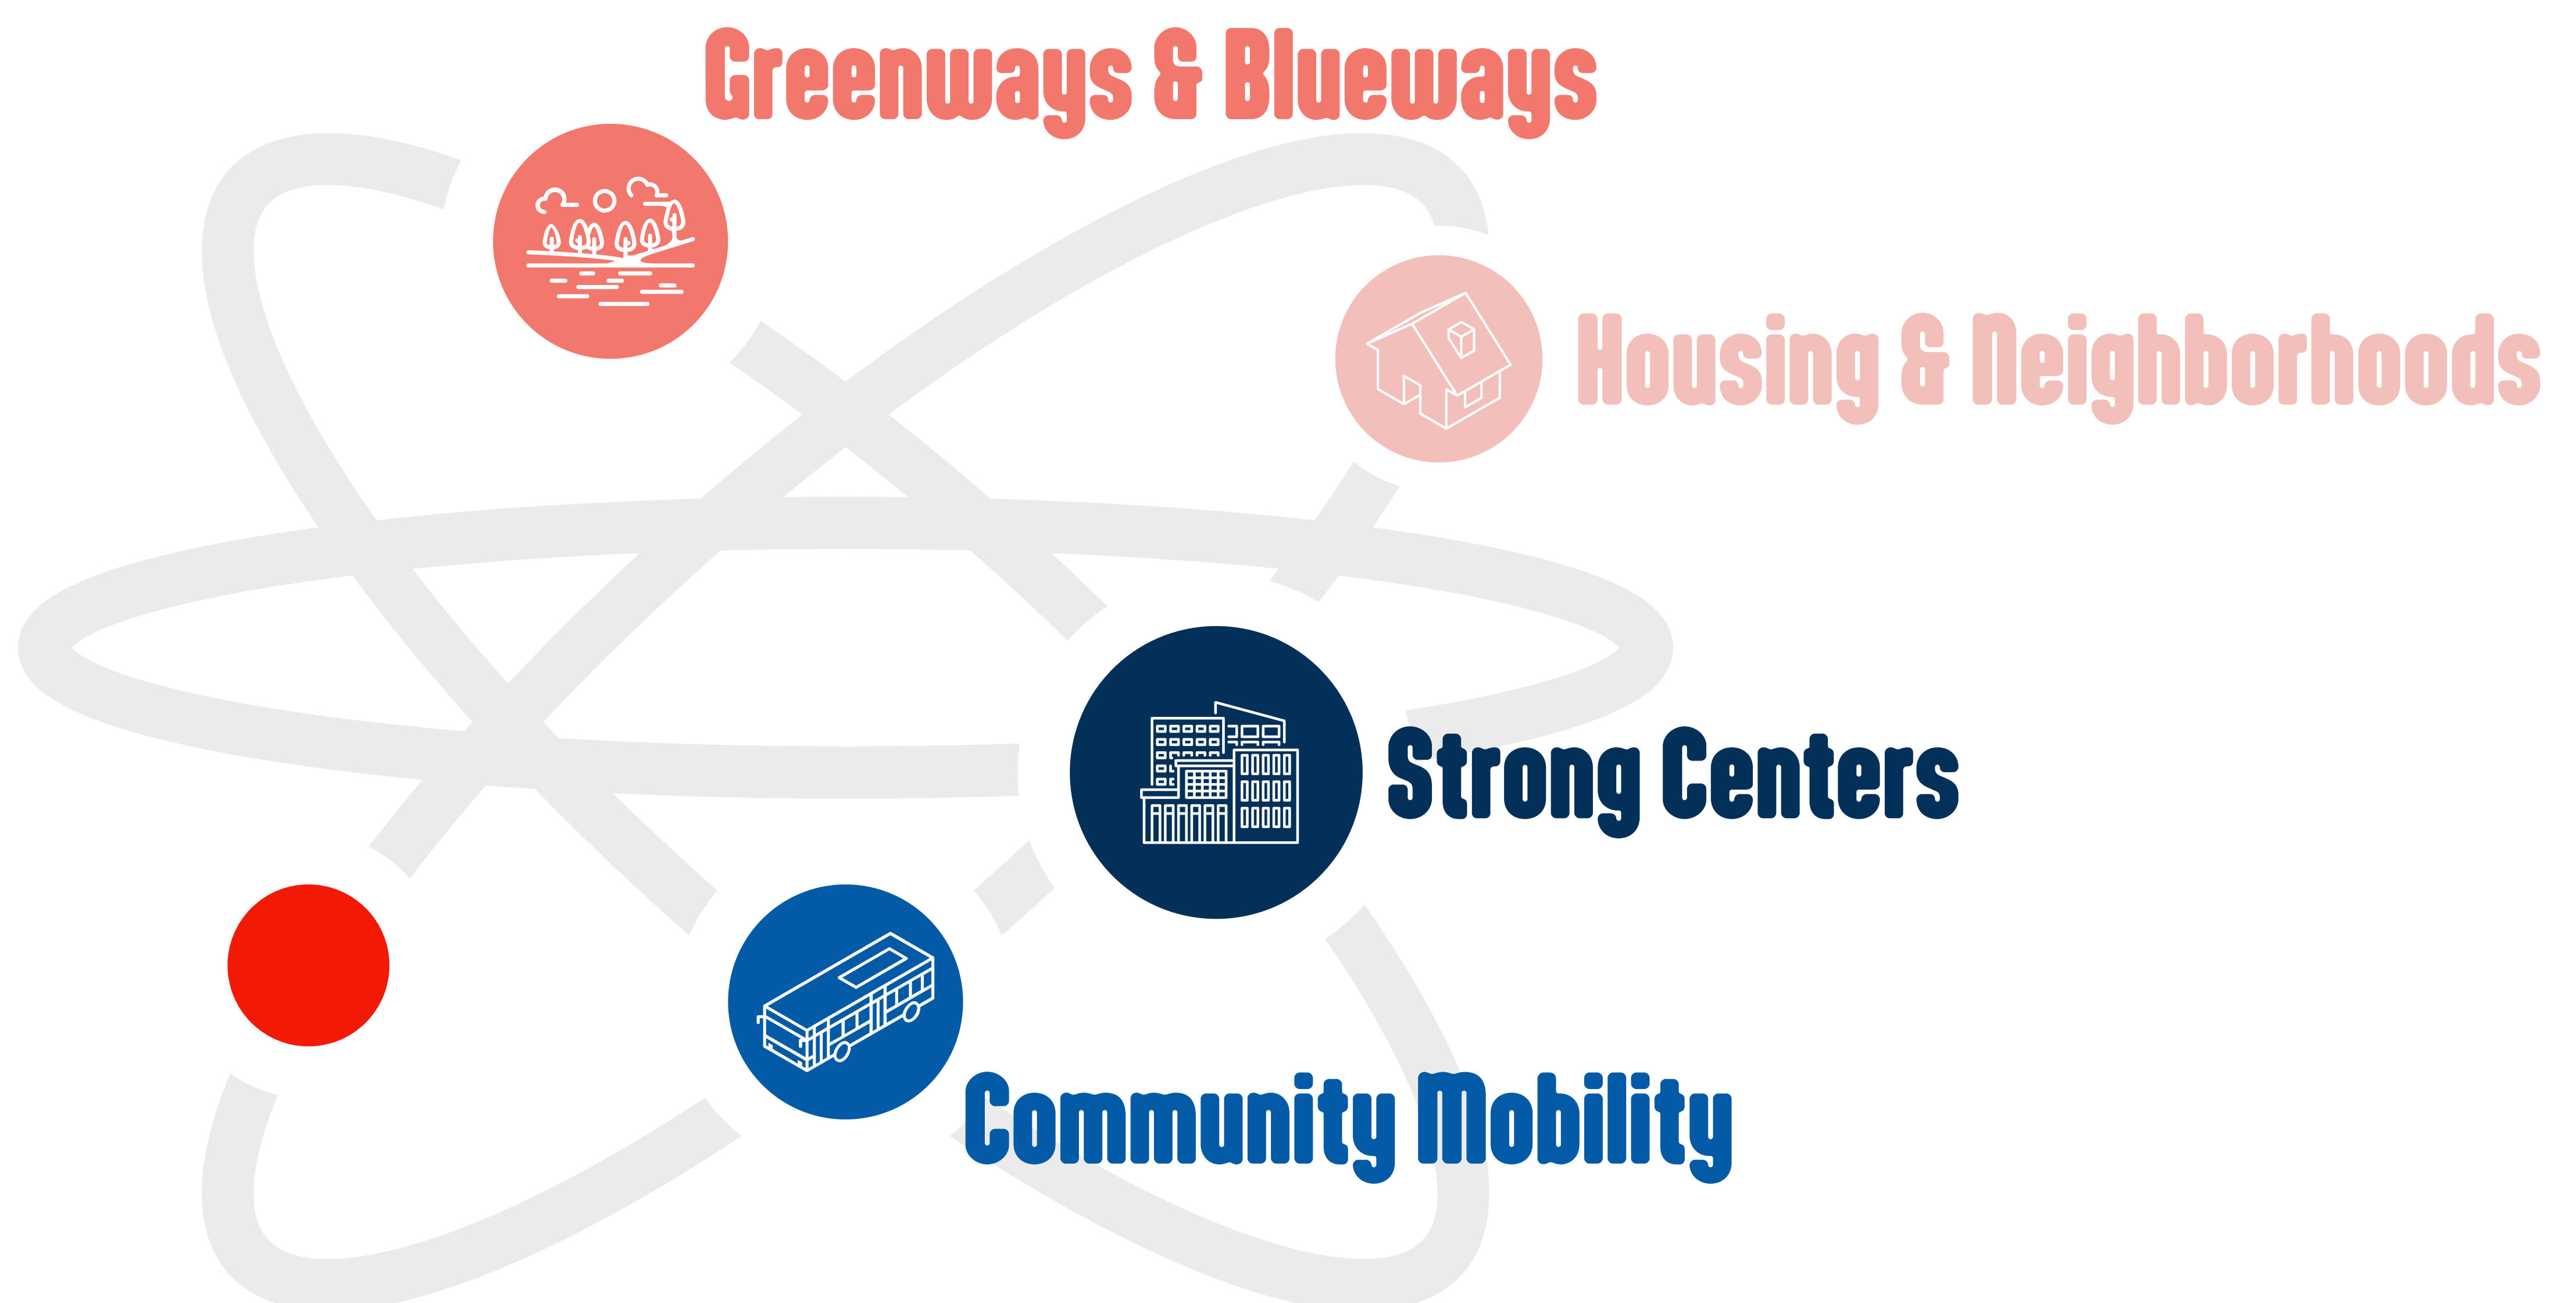 Greenways & Blueways
Housing & Neighborhoods
Strong Centers
Community Mobility